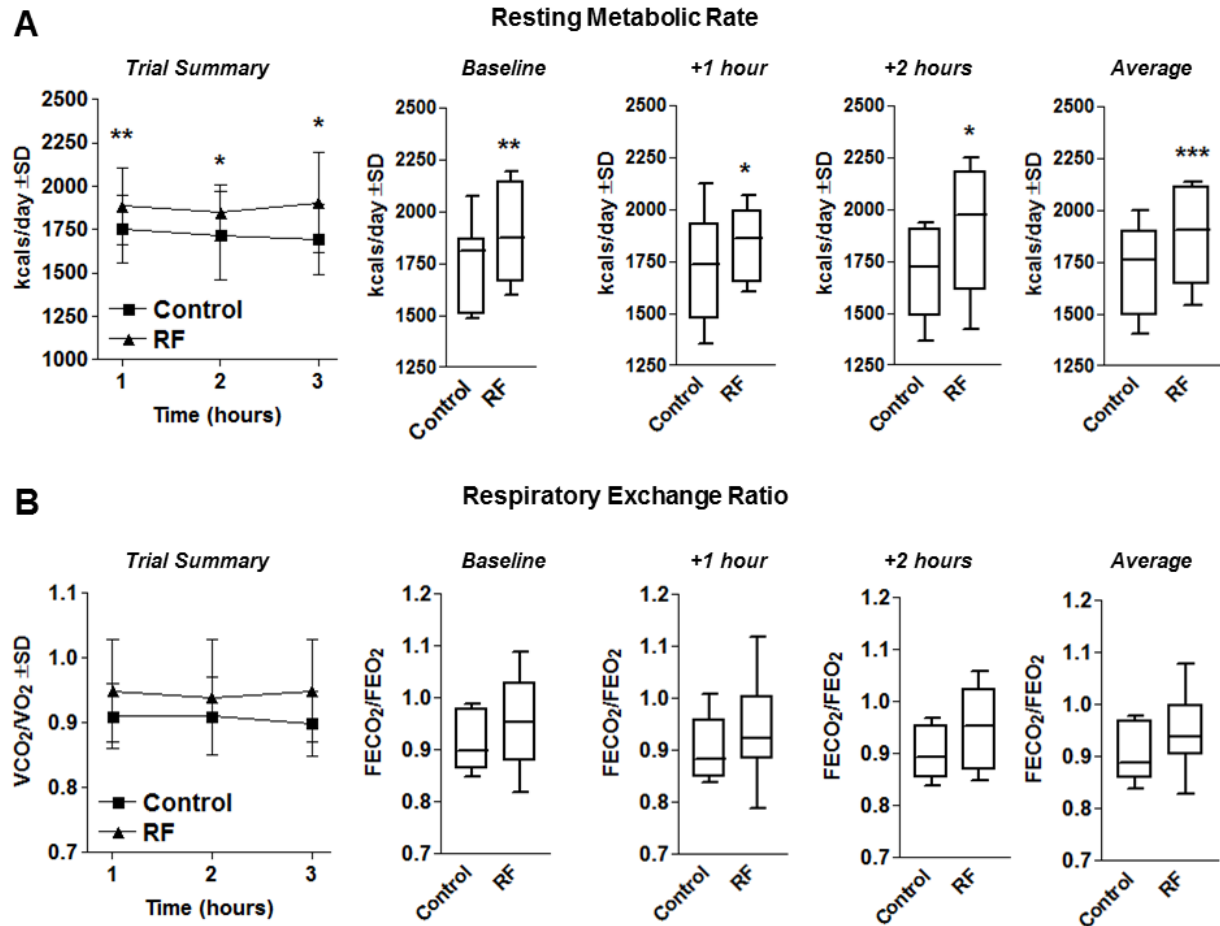 A
Resting Metabolic Rate
Trial Summary
Baseline
+1 hour
+2 hours
Average
kcals/day ±SD
2500
2250
2000
1750
1500
1250
1000
**
*
*
Control
RF
1
2
3
Time (hours)
kcals/day ±SD
2500
2250
2000
1750
1500
1250
**
Control
RF
kcals/day ±SD
2500
2250
2000
1750
1500
1250
*
Control
RF
kcals/day ±SD
2500
2250
2000
1750
1500
1250
*
Control
RF
kcals/day ±SD
2500
2250
2000
1750
1500
1250
***
Control
RF
B
Respiratory Exchange Ratio
Trial Summary
Baseline
+1 hour
+2 hours
Average
VCO₂/VO₂ ±SD
1.1
1.0
0.9
0.8
0.7
Control
RF
1
2
3
Time (hours)
FECO₂/FEO₂
1.2
1.1
1.0
0.9
0.8
0.7
Control
RF
FECO₂/FEO₂
1.2
1.1
1.0
0.9
0.8
0.7
Control
RF
FECO₂/FEO₂
1.2
1.1
1.0
0.9
0.8
0.7
Control
RF
FECO₂/FEO₂
1.2
1.1
1.0
0.9
0.8
0.7
Control
RF